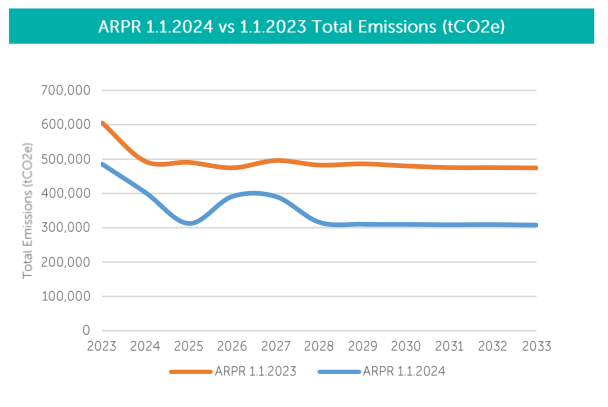 ARPR 1.1.2024 vs 1.1.2023 Total Emissions (tCO2e)
Total Emissions (tCO2e)
700,000
600,000
500,000
400,000
300,000
200,000
100,000
0
2023 2024 2025 2026 2027 2028 2029 2030 2031 2032 2033
ARPR 1.1.2023 ARPR 1.1.2024